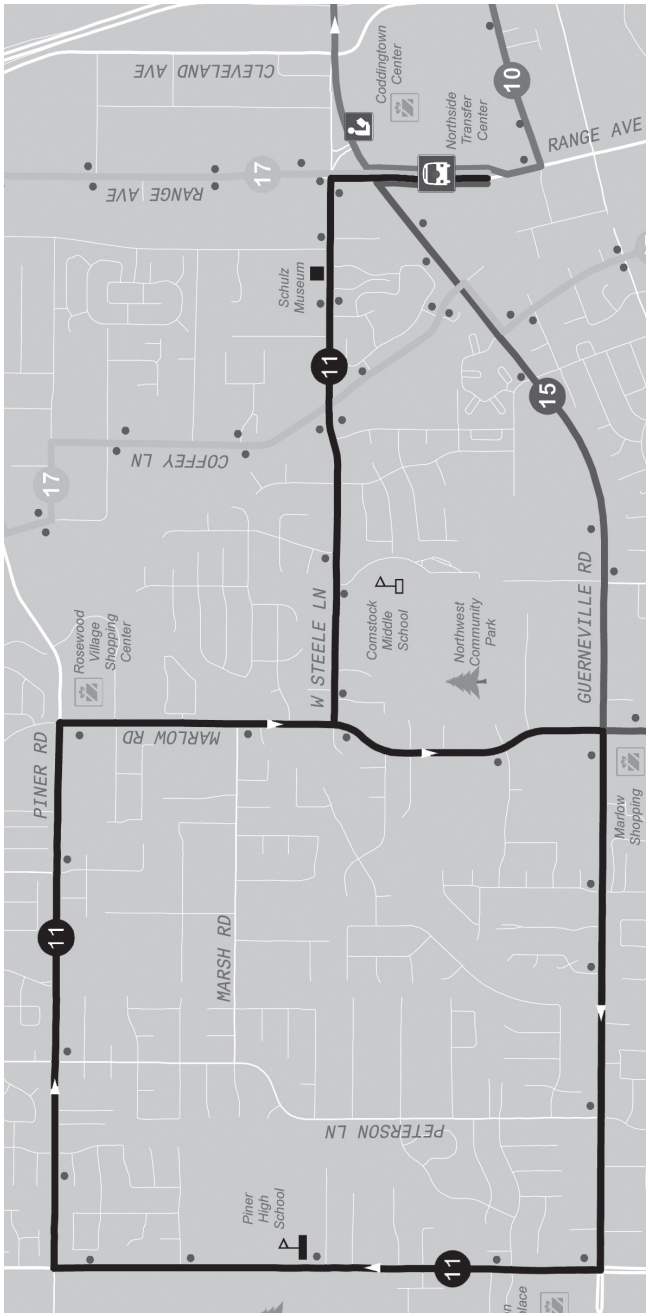 CLEVELAND AVE
Coddingtown
Center
10
Northside
Transfer
Center
RANGE AVE
17
RANGE AVE
Schulz
Museum
11
15
17
COFFEY LN
Rosewood
Village
Shopping
Center
W STEELE LN
Comstock
Middle
School
Northwest
Community
Park
GUERNEVILLE RD
PINER RD
MARLOW RD
Marlow
Shopping
11
MARSH RD
PETERSON LN
Piner
High
School
11